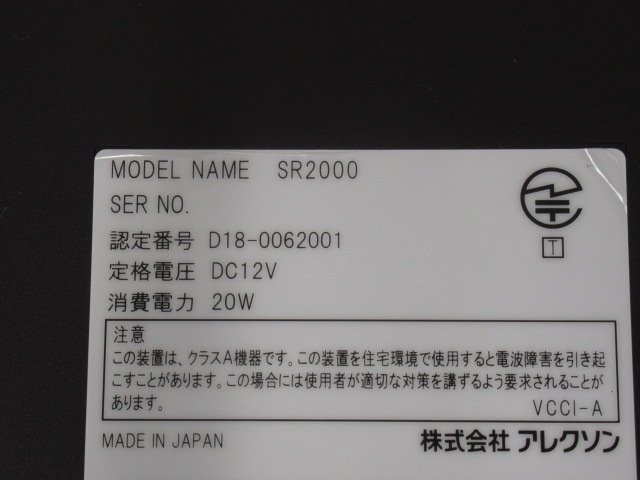 MODEL NAME SR2000
SER NO.
認定番号 D18-0062001
T
定格電圧 DC12V
消費電力 20W
注意
この装置は、クラスA機器です。この装置を住宅環境で使用すると電波障害を引き起
こすことがあります。この場合には使用者が適切な対策を講ずるよう要求されることが
あります。
VCCI-A
MADE IN JAPAN
株式会社 アレクソン